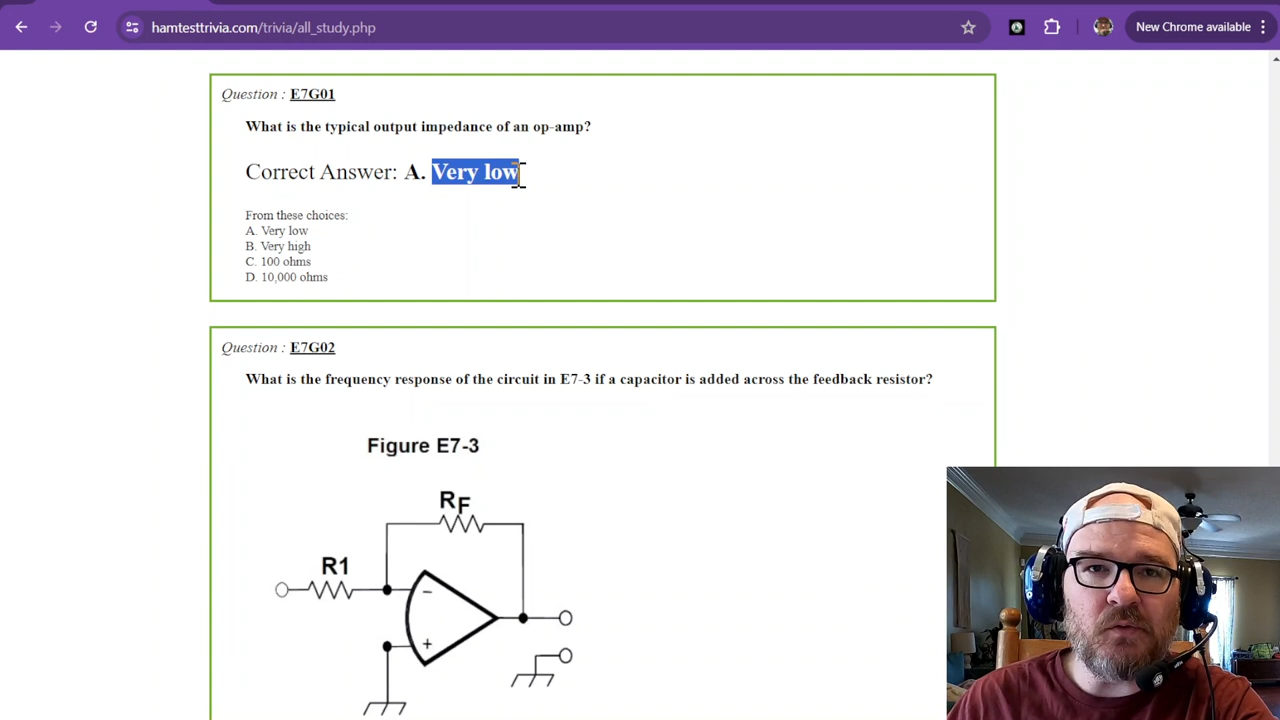 hamtesttrivia.com/trivia/all_study.php
New Chrome available
Question : E7G01
What is the typical output impedance of an op-amp?
Correct Answer: A. Very low
From these choices:
A. Very low
B. Very high
C. 100 ohms
D. 10,000 ohms
Question : E7G02
What is the frequency response of the circuit in E7-3 if a capacitor is added across the feedback resistor?
Figure E7-3
RF
R1
−
+